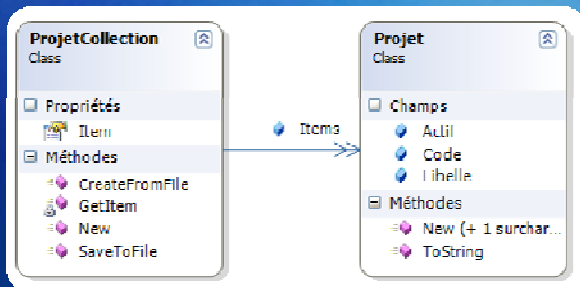 ProjetCollection
Class
Propriétés
Item
Méthodes
CreateFromFile
GetItem
New
SaveToFile
Items
Projet
Class
Champs
Actif
Code
Libelle
Méthodes
New (+ 1 surchar...
ToString